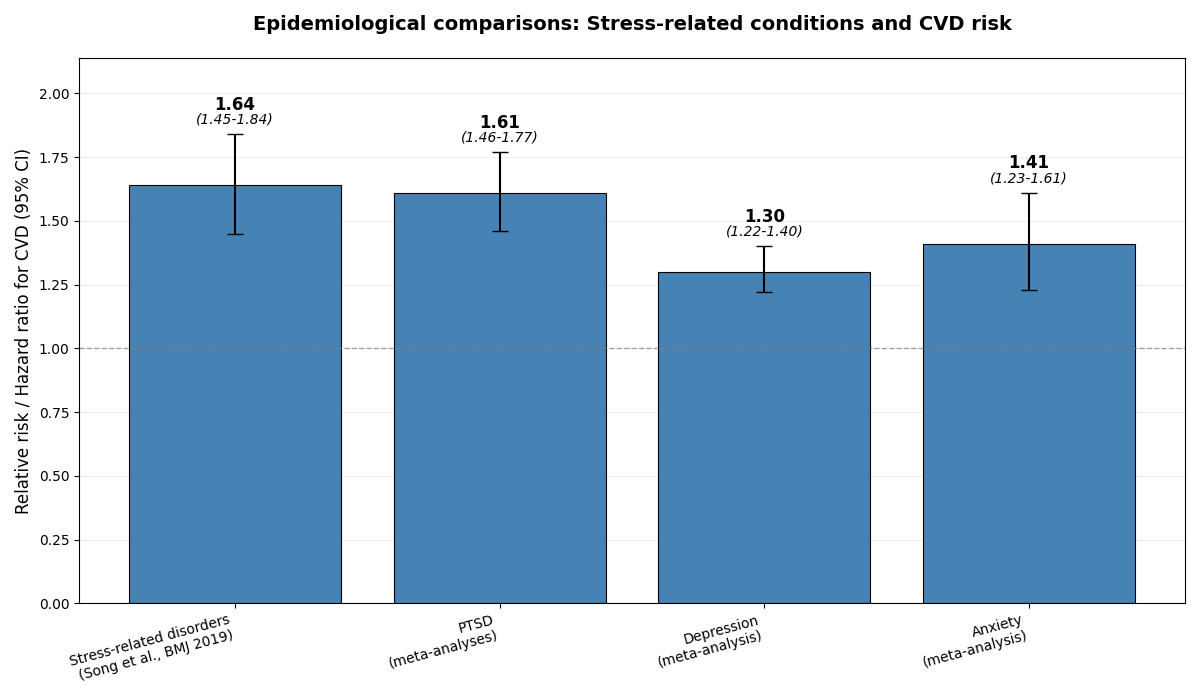 Epidemiological comparisons: Stress-related conditions and CVD risk
Relative risk / Hazard ratio for CVD (95% CI)
2.00
1.75
1.50
1.25
1.00
0.75
0.50
0.25
0.00
1.64
(1.45-1.84)
1.61
(1.46-1.77)
1.30
(1.22-1.40)
1.41
(1.23-1.61)
Stress-related disorders
(Song et al., BMJ 2019)
PTSD
(meta-analyses)
Depression
(meta-analysis)
Anxiety
(meta-analysis)